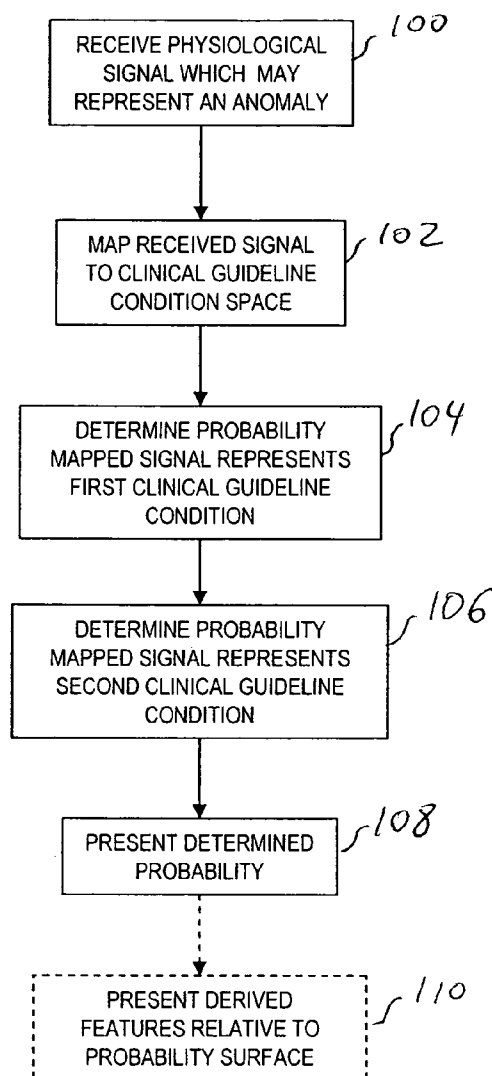 100
RECEIVE PHYSIOLOGICAL
SIGNAL WHICH MAY
REPRESENT AN ANOMALY
102
MAP RECEIVED SIGNAL
TO CLINICAL GUIDELINE
CONDITION SPACE
104
DETERMINE PROBABILITY
MAPPED SIGNAL REPRESENTS
FIRST CLINICAL GUIDELINE
CONDITION
106
DETERMINE PROBABILITY
MAPPED SIGNAL REPRESENTS
SECOND CLINICAL GUIDELINE
CONDITION
108
PRESENT DETERMINED
PROBABILITY
110
PRESENT DERIVED
FEATURES RELATIVE TO
PROBABILITY SURFACE